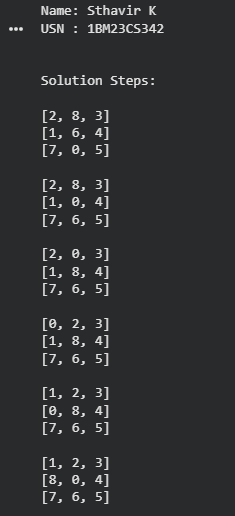 Name: Sthavir K
••• USN : 1BM23CS342
Solution Steps:
[2, 8, 3]
[1, 6, 4]
[7, 0, 5]
[2, 8, 3]
[1, 0, 4]
[7, 6, 5]
[2, 0, 3]
[1, 8, 4]
[7, 6, 5]
[0, 2, 3]
[1, 8, 4]
[7, 6, 5]
[1, 2, 3]
[0, 8, 4]
[7, 6, 5]
[1, 2, 3]
[8, 0, 4]
[7, 6, 5]